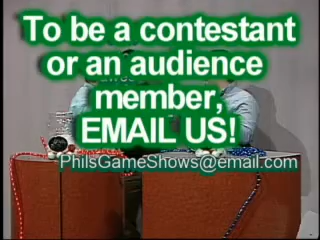 To be a contestant
or an audience
member,
EMAIL US!
PhilsGameShows@email.com